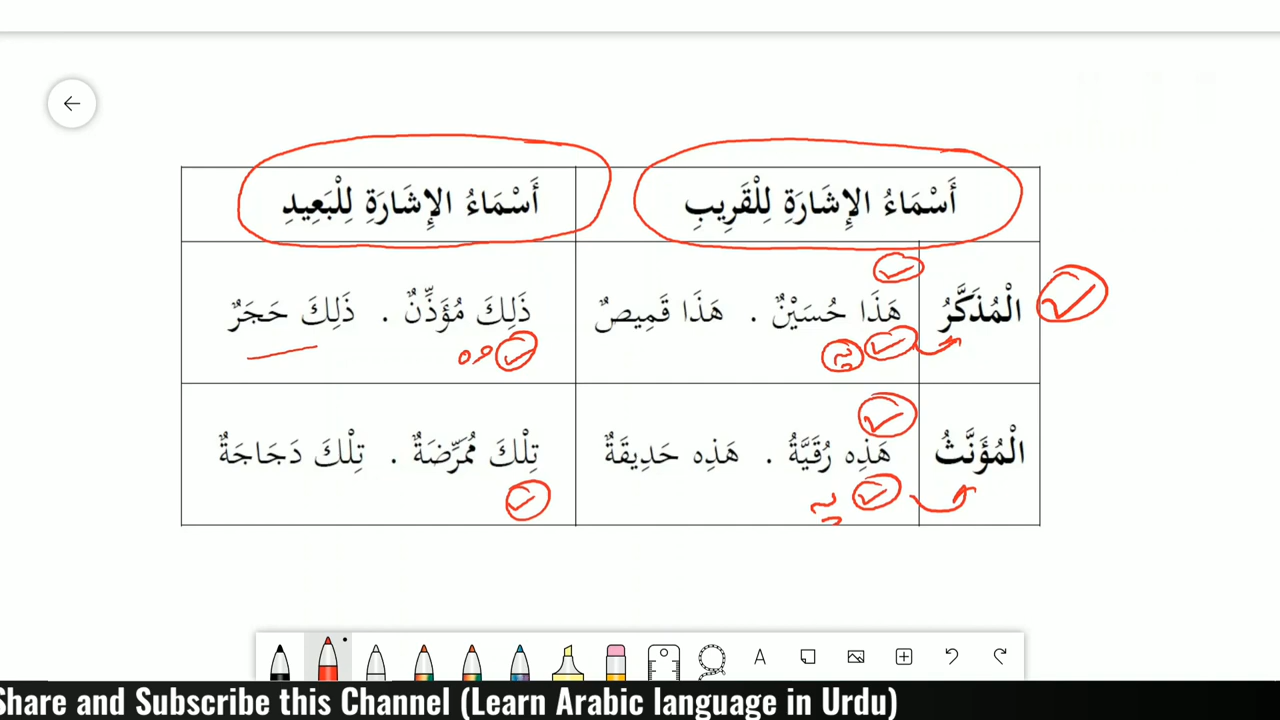 أَسْمَاءُ الإِشَارَةِ لِلْقَرِيبِ
أَسْمَاءُ الإِشَارَةِ لِلْبَعِيدِ
الْمُذَكَّرُ
هَذَا حُسَيْنٌ . هَذَا قَمِيصٌ
ذَلِكَ مُؤَذِّنٌ . ذَلِكَ حَجَرٌ
الْمُؤَنَّثُ
هَذِه رُقَيَّةُ . هَذِه حَدِيقَةٌ
تِلْكَ مُمَرِّضَةٌ . تِلْكَ دَجَاجَةٌ
A
Share and Subscribe this Channel (Learn Arabic language in Urdu)